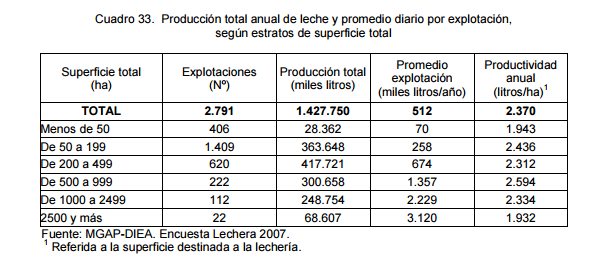 Cuadro 33. Producción total anual de leche y promedio diario por explotación,
según estratos de superficie total
Superficie total (ha) Explotaciones (Nº) Producción total (miles litros) Promedio explotación (miles litros/año) Productividad anual (litros/ha)1
TOTAL 2.791 1.427.750 512 2.370
Menos de 50 406 28.362 70 1.943
De 50 a 199 1.409 363.648 258 2.436
De 200 a 499 620 417.721 674 2.312
De 500 a 999 222 300.658 1.357 2.594
De 1000 a 2499 112 248.754 2.229 2.334
2500 y más 22 68.607 3.120 1.932
Fuente: MGAP-DIEA. Encuesta Lechera 2007.
1 Referida a la superficie destinada a la lechería.